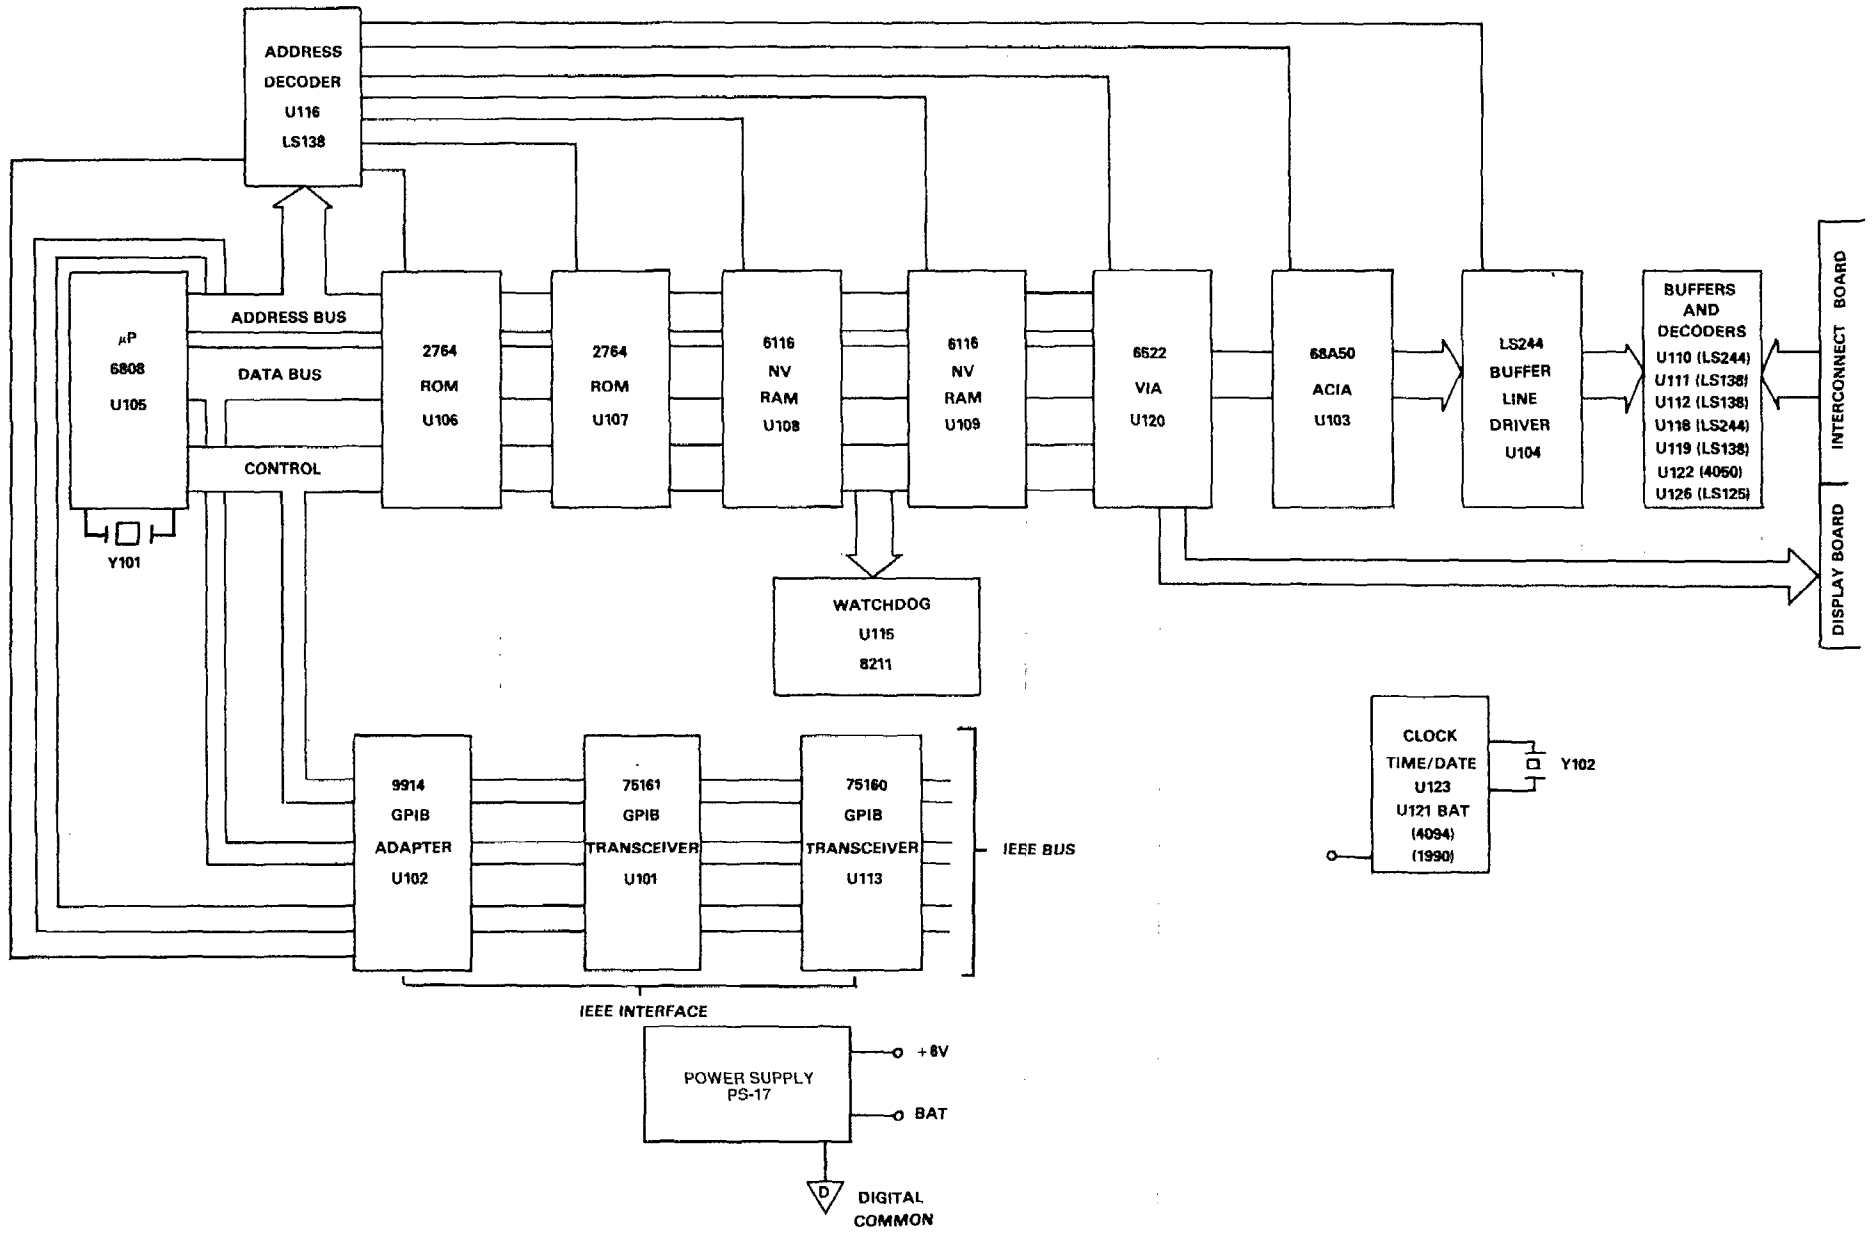 ADDRESS
DECODER
U116
LS138
μP
6808
U105
Y101
ADDRESS BUS
DATA BUS
CONTROL
2764
ROM
U106
2764
ROM
U107
6116
NV
RAM
U108
6116
NV
RAM
U109
6522
VIA
U120
68A50
ACIA
U103
LS244
BUFFER
LINE
DRIVER
U104
BUFFERS
AND
DECODERS
U110 (LS244)
U111 (LS138)
U112 (LS138)
U118 (LS244)
U119 (LS138)
U122 (4050)
U126 (LS125)
INTERCONNECT BOARD
DISPLAY BOARD
WATCHDOG
U115
8211
9914
GPIB
ADAPTER
U102
75161
GPIB
TRANSCEIVER
U101
75160
GPIB
TRANSCEIVER
U113
IEEE BUS
IEEE INTERFACE
CLOCK
TIME/DATE
U123
U121 BAT
(4094)
(1990)
Y102
POWER SUPPLY
PS-17
BAT
D
DIGITAL
COMMON